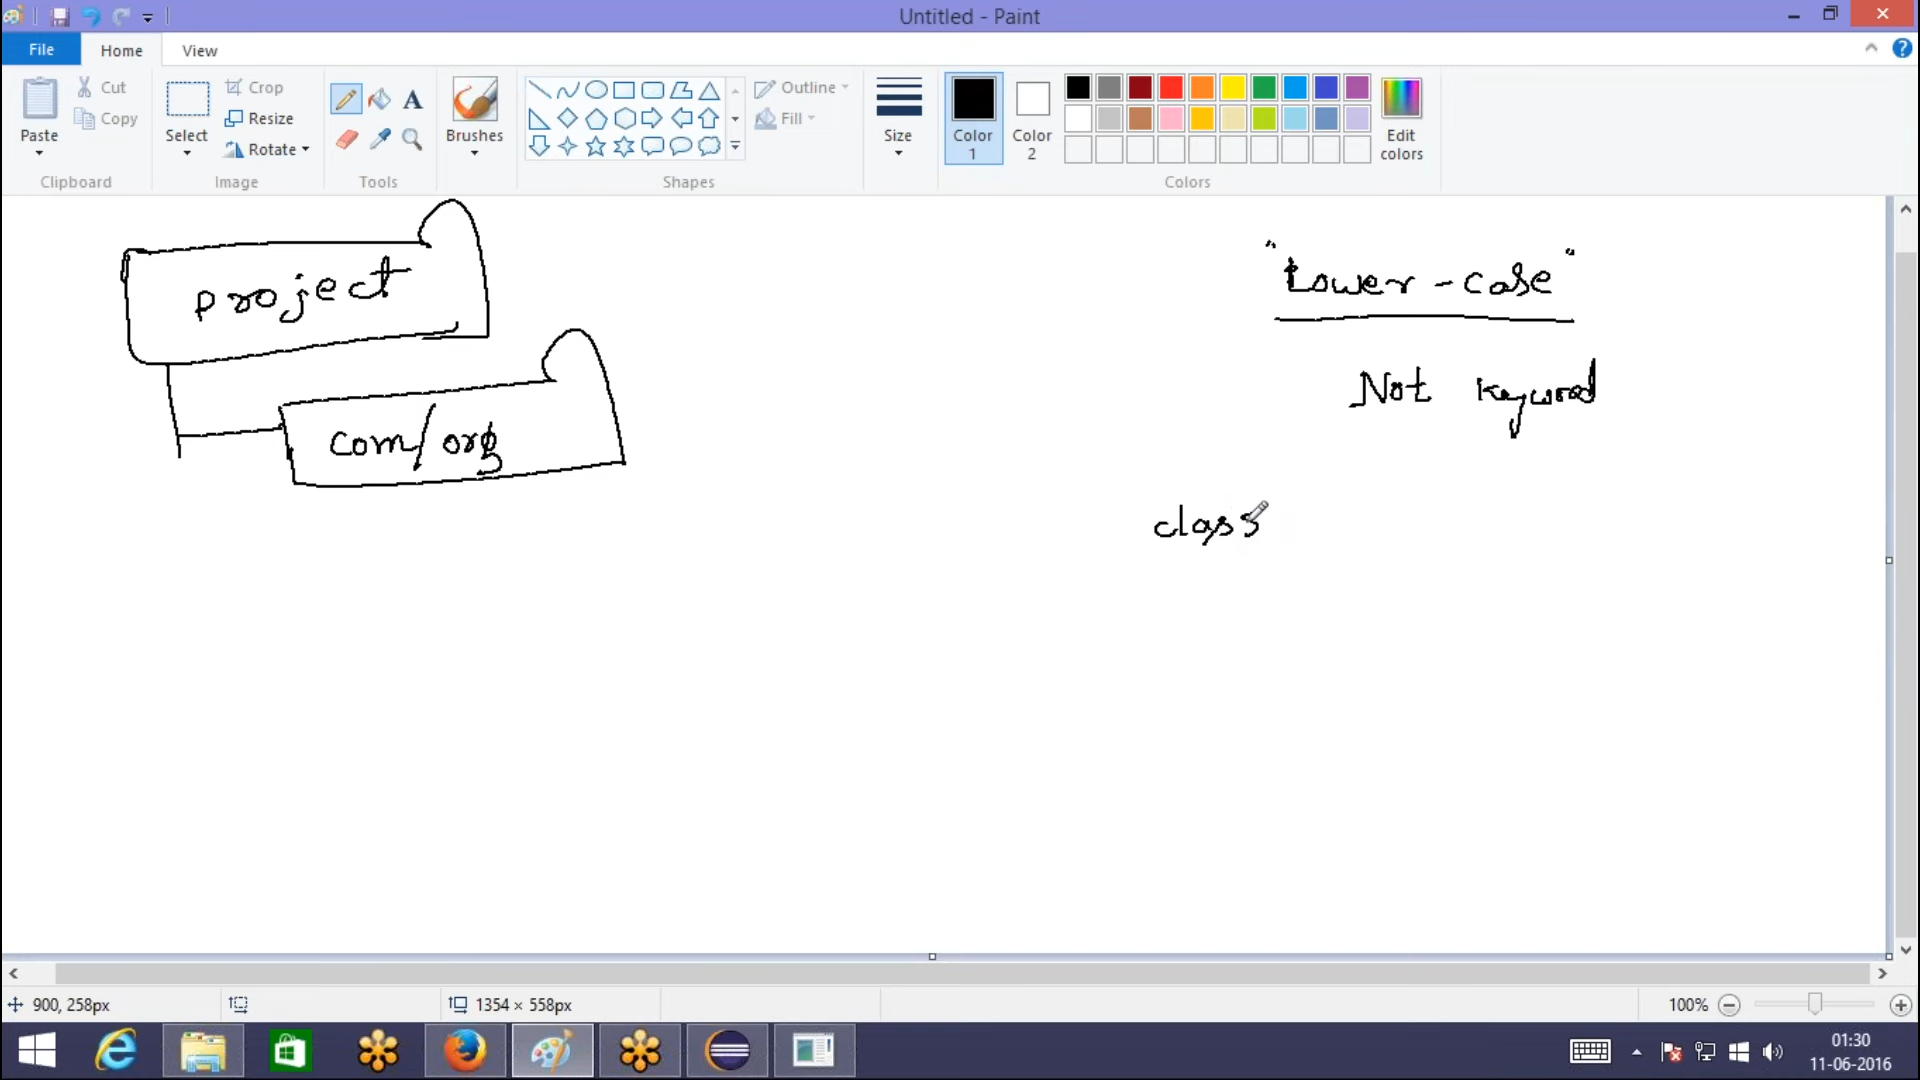 Untitled - Paint
File Home View
Paste Cut Copy Select Crop Resize Rotate Brushes Outline Fill Size Color 1 Color 2 Edit colors
Clipboard Image Tools Shapes Colors
project
com/org
"Lower-case"
Not keyword
class
900, 258px 1354 × 558px 100%
01:30
11-06-2016